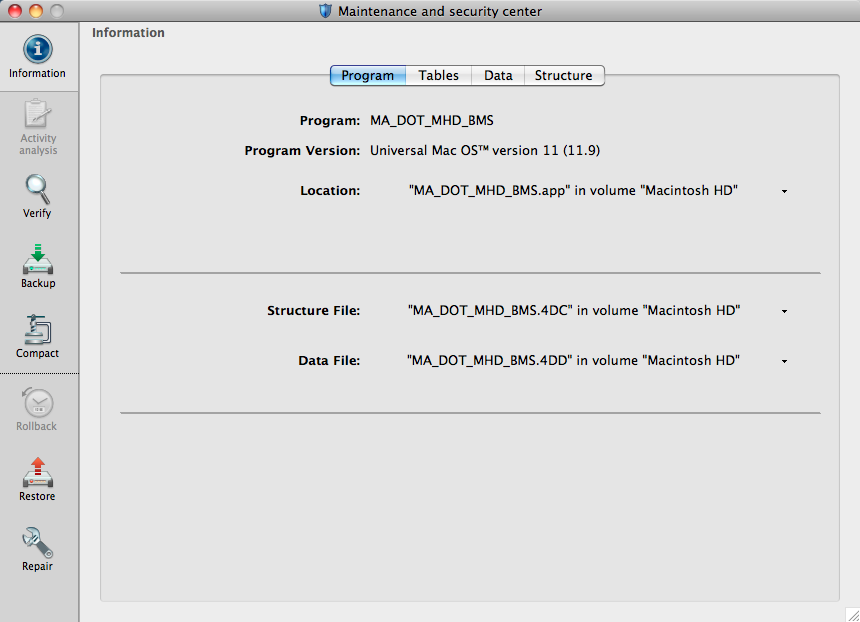 Maintenance and security center
Information
Information
Activity
analysis
Verify
Backup
Compact
Rollback
Restore
Repair
Program Tables Data Structure
Program: MA_DOT_MHD_BMS
Program Version: Universal Mac OS™ version 11 (11.9)
Location: "MA_DOT_MHD_BMS.app" in volume "Macintosh HD"
Structure File: "MA_DOT_MHD_BMS.4DC" in volume "Macintosh HD"
Data File: "MA_DOT_MHD_BMS.4DD" in volume "Macintosh HD"